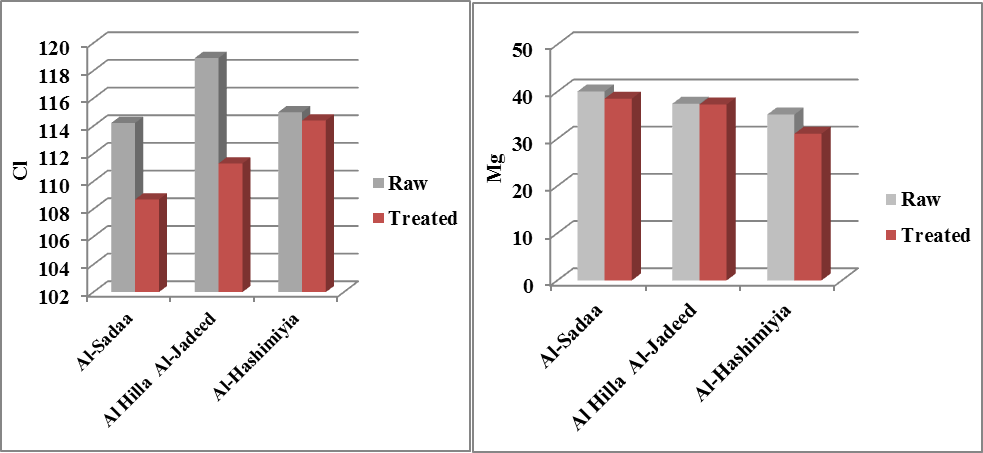 120
118
116
114
112
110
108
106
104
102
Cl
Al-Sadaa
Al Hilla Al-Jadeed
Al-Hashimiyia
Raw
Treated
50
40
30
20
10
0
Mg
Al-Sadaa
Al Hilla Al-Jadeed
Al-Hashimiyia
Raw
Treated